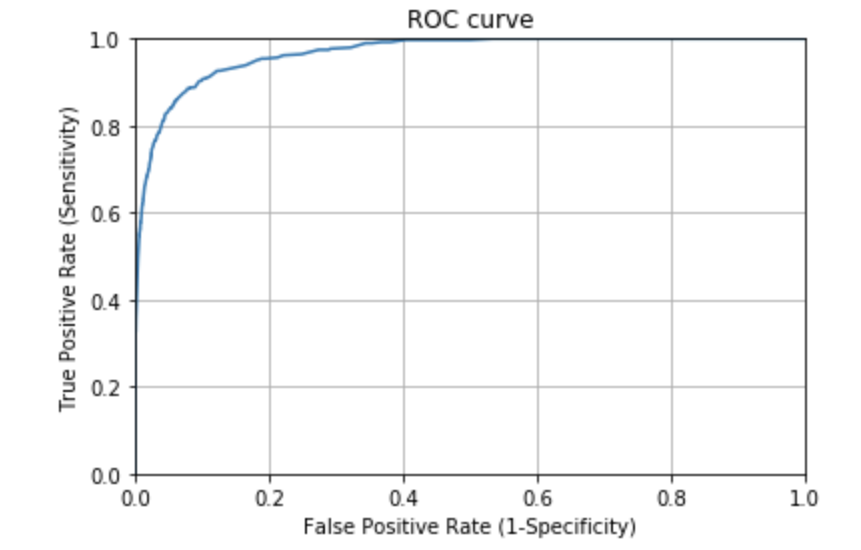 ROC curve
True Positive Rate (Sensitivity)
1.0
0.8
0.6
0.4
0.2
0.0
0.0 0.2 0.4 0.6 0.8 1.0
False Positive Rate (1-Specificity)